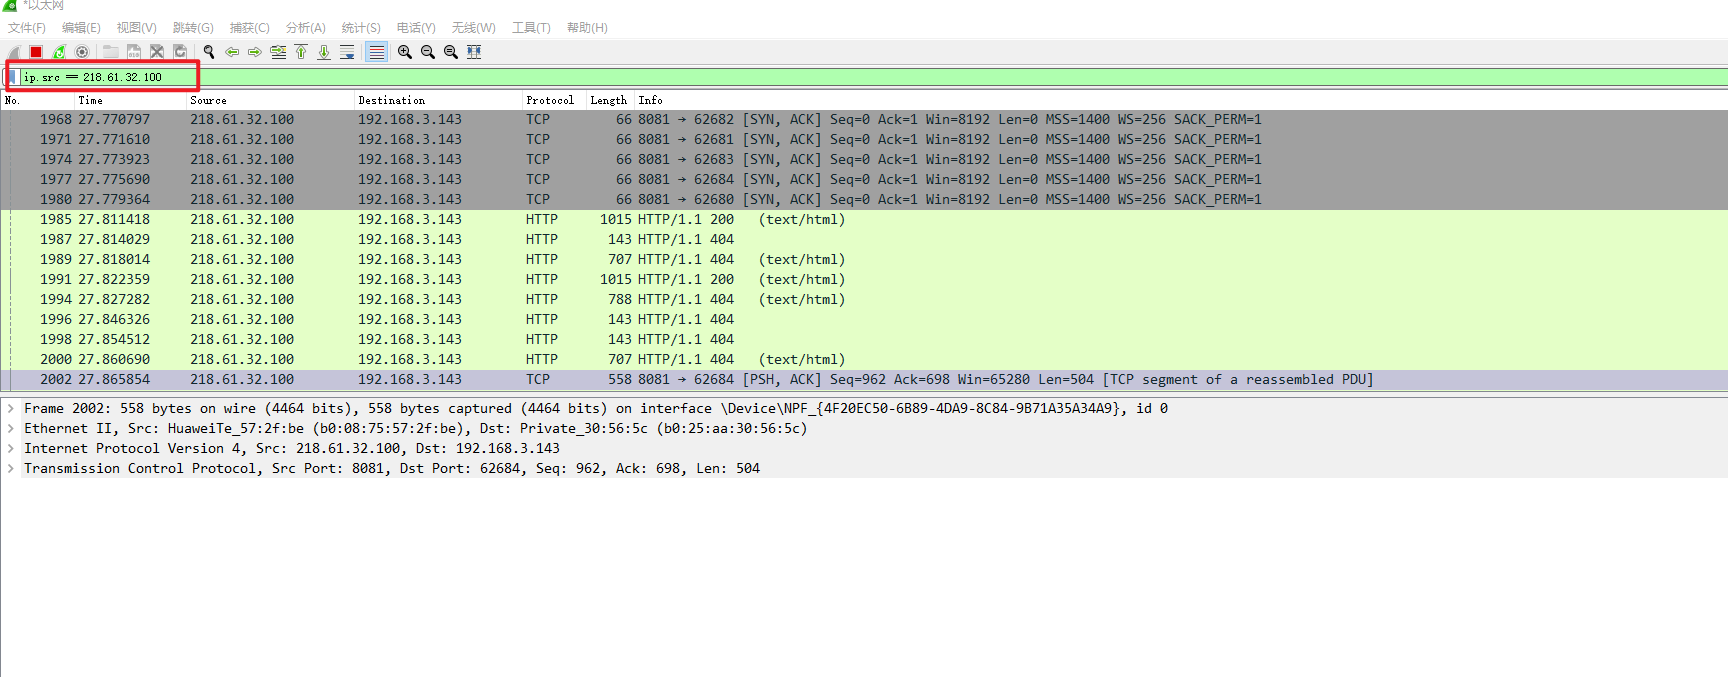 *以太网
文件(F) 编辑(E) 视图(V) 跳转(G) 捕获(C) 分析(A) 统计(S) 电话(Y) 无线(W) 工具(T) 帮助(H)
ip.src == 218.61.32.100
No. Time Source Destination Protocol Length Info
1968 27.770797 218.61.32.100 192.168.3.143 TCP 66 8081 → 62682 [SYN, ACK] Seq=0 Ack=1 Win=8192 Len=0 MSS=1400 WS=256 SACK_PERM=1
1971 27.771610 218.61.32.100 192.168.3.143 TCP 66 8081 → 62681 [SYN, ACK] Seq=0 Ack=1 Win=8192 Len=0 MSS=1400 WS=256 SACK_PERM=1
1974 27.773923 218.61.32.100 192.168.3.143 TCP 66 8081 → 62683 [SYN, ACK] Seq=0 Ack=1 Win=8192 Len=0 MSS=1400 WS=256 SACK_PERM=1
1977 27.775690 218.61.32.100 192.168.3.143 TCP 66 8081 → 62684 [SYN, ACK] Seq=0 Ack=1 Win=8192 Len=0 MSS=1400 WS=256 SACK_PERM=1
1980 27.779364 218.61.32.100 192.168.3.143 TCP 66 8081 → 62680 [SYN, ACK] Seq=0 Ack=1 Win=8192 Len=0 MSS=1400 WS=256 SACK_PERM=1
1985 27.811418 218.61.32.100 192.168.3.143 HTTP 1015 HTTP/1.1 200 (text/html)
1987 27.814029 218.61.32.100 192.168.3.143 HTTP 143 HTTP/1.1 404
1989 27.818014 218.61.32.100 192.168.3.143 HTTP 707 HTTP/1.1 404 (text/html)
1991 27.822359 218.61.32.100 192.168.3.143 HTTP 1015 HTTP/1.1 200 (text/html)
1994 27.827282 218.61.32.100 192.168.3.143 HTTP 788 HTTP/1.1 404 (text/html)
1996 27.846326 218.61.32.100 192.168.3.143 HTTP 143 HTTP/1.1 404
1998 27.854512 218.61.32.100 192.168.3.143 HTTP 143 HTTP/1.1 404
2000 27.860690 218.61.32.100 192.168.3.143 HTTP 707 HTTP/1.1 404 (text/html)
2002 27.865854 218.61.32.100 192.168.3.143 TCP 558 8081 → 62684 [PSH, ACK] Seq=962 Ack=698 Win=65280 Len=504 [TCP segment of a reassembled PDU]
Frame 2002: 558 bytes on wire (4464 bits), 558 bytes captured (4464 bits) on interface \Device\NPF_{4F20EC50-6B89-4DA9-8C84-9B71A35A34A9}, id 0
Ethernet II, Src: HuaweiTe_57:2f:be (b0:08:75:57:2f:be), Dst: Private_30:56:5c (b0:25:aa:30:56:5c)
Internet Protocol Version 4, Src: 218.61.32.100, Dst: 192.168.3.143
Transmission Control Protocol, Src Port: 8081, Dst Port: 62684, Seq: 962, Ack: 698, Len: 504